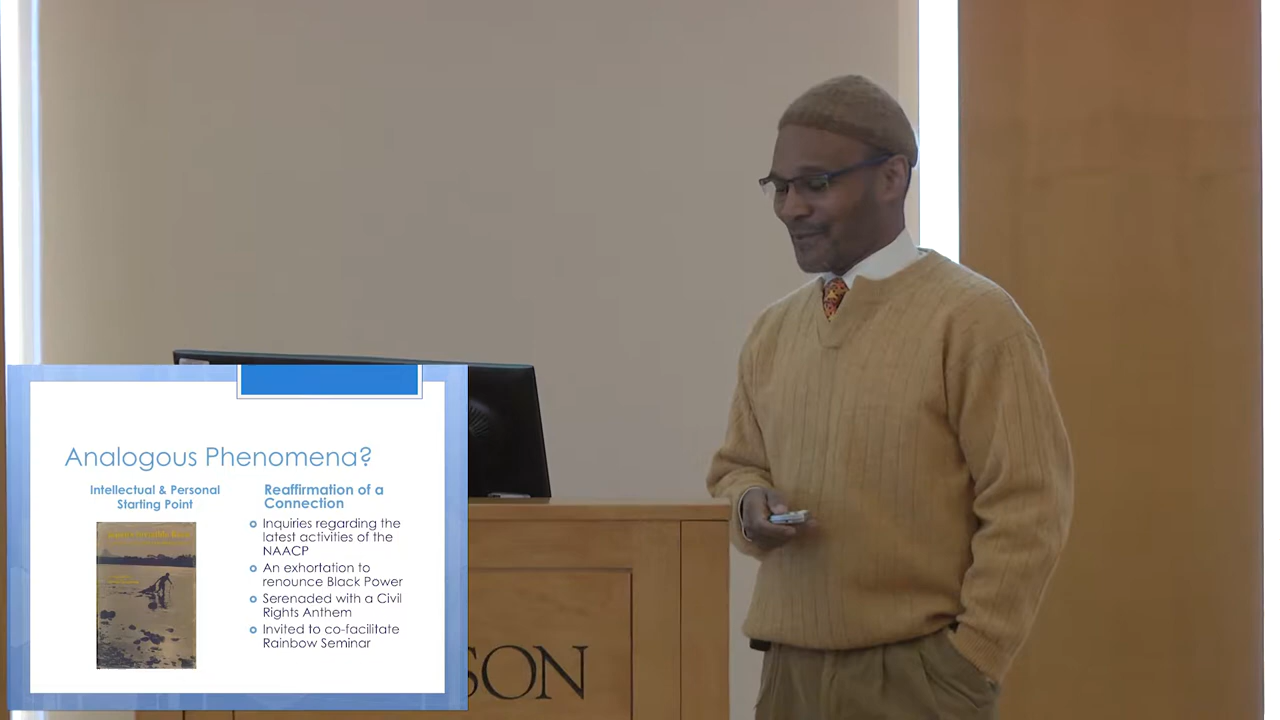 Analogous Phenomena?
Intellectual & Personal
Starting Point
Reaffirmation of a
Connection
Inquiries regarding the
latest activities of the
NAACP
An exhortation to
renounce Black Power
Serenaded with a Civil
Rights Anthem
Invited to co-facilitate
Rainbow Seminar
SON